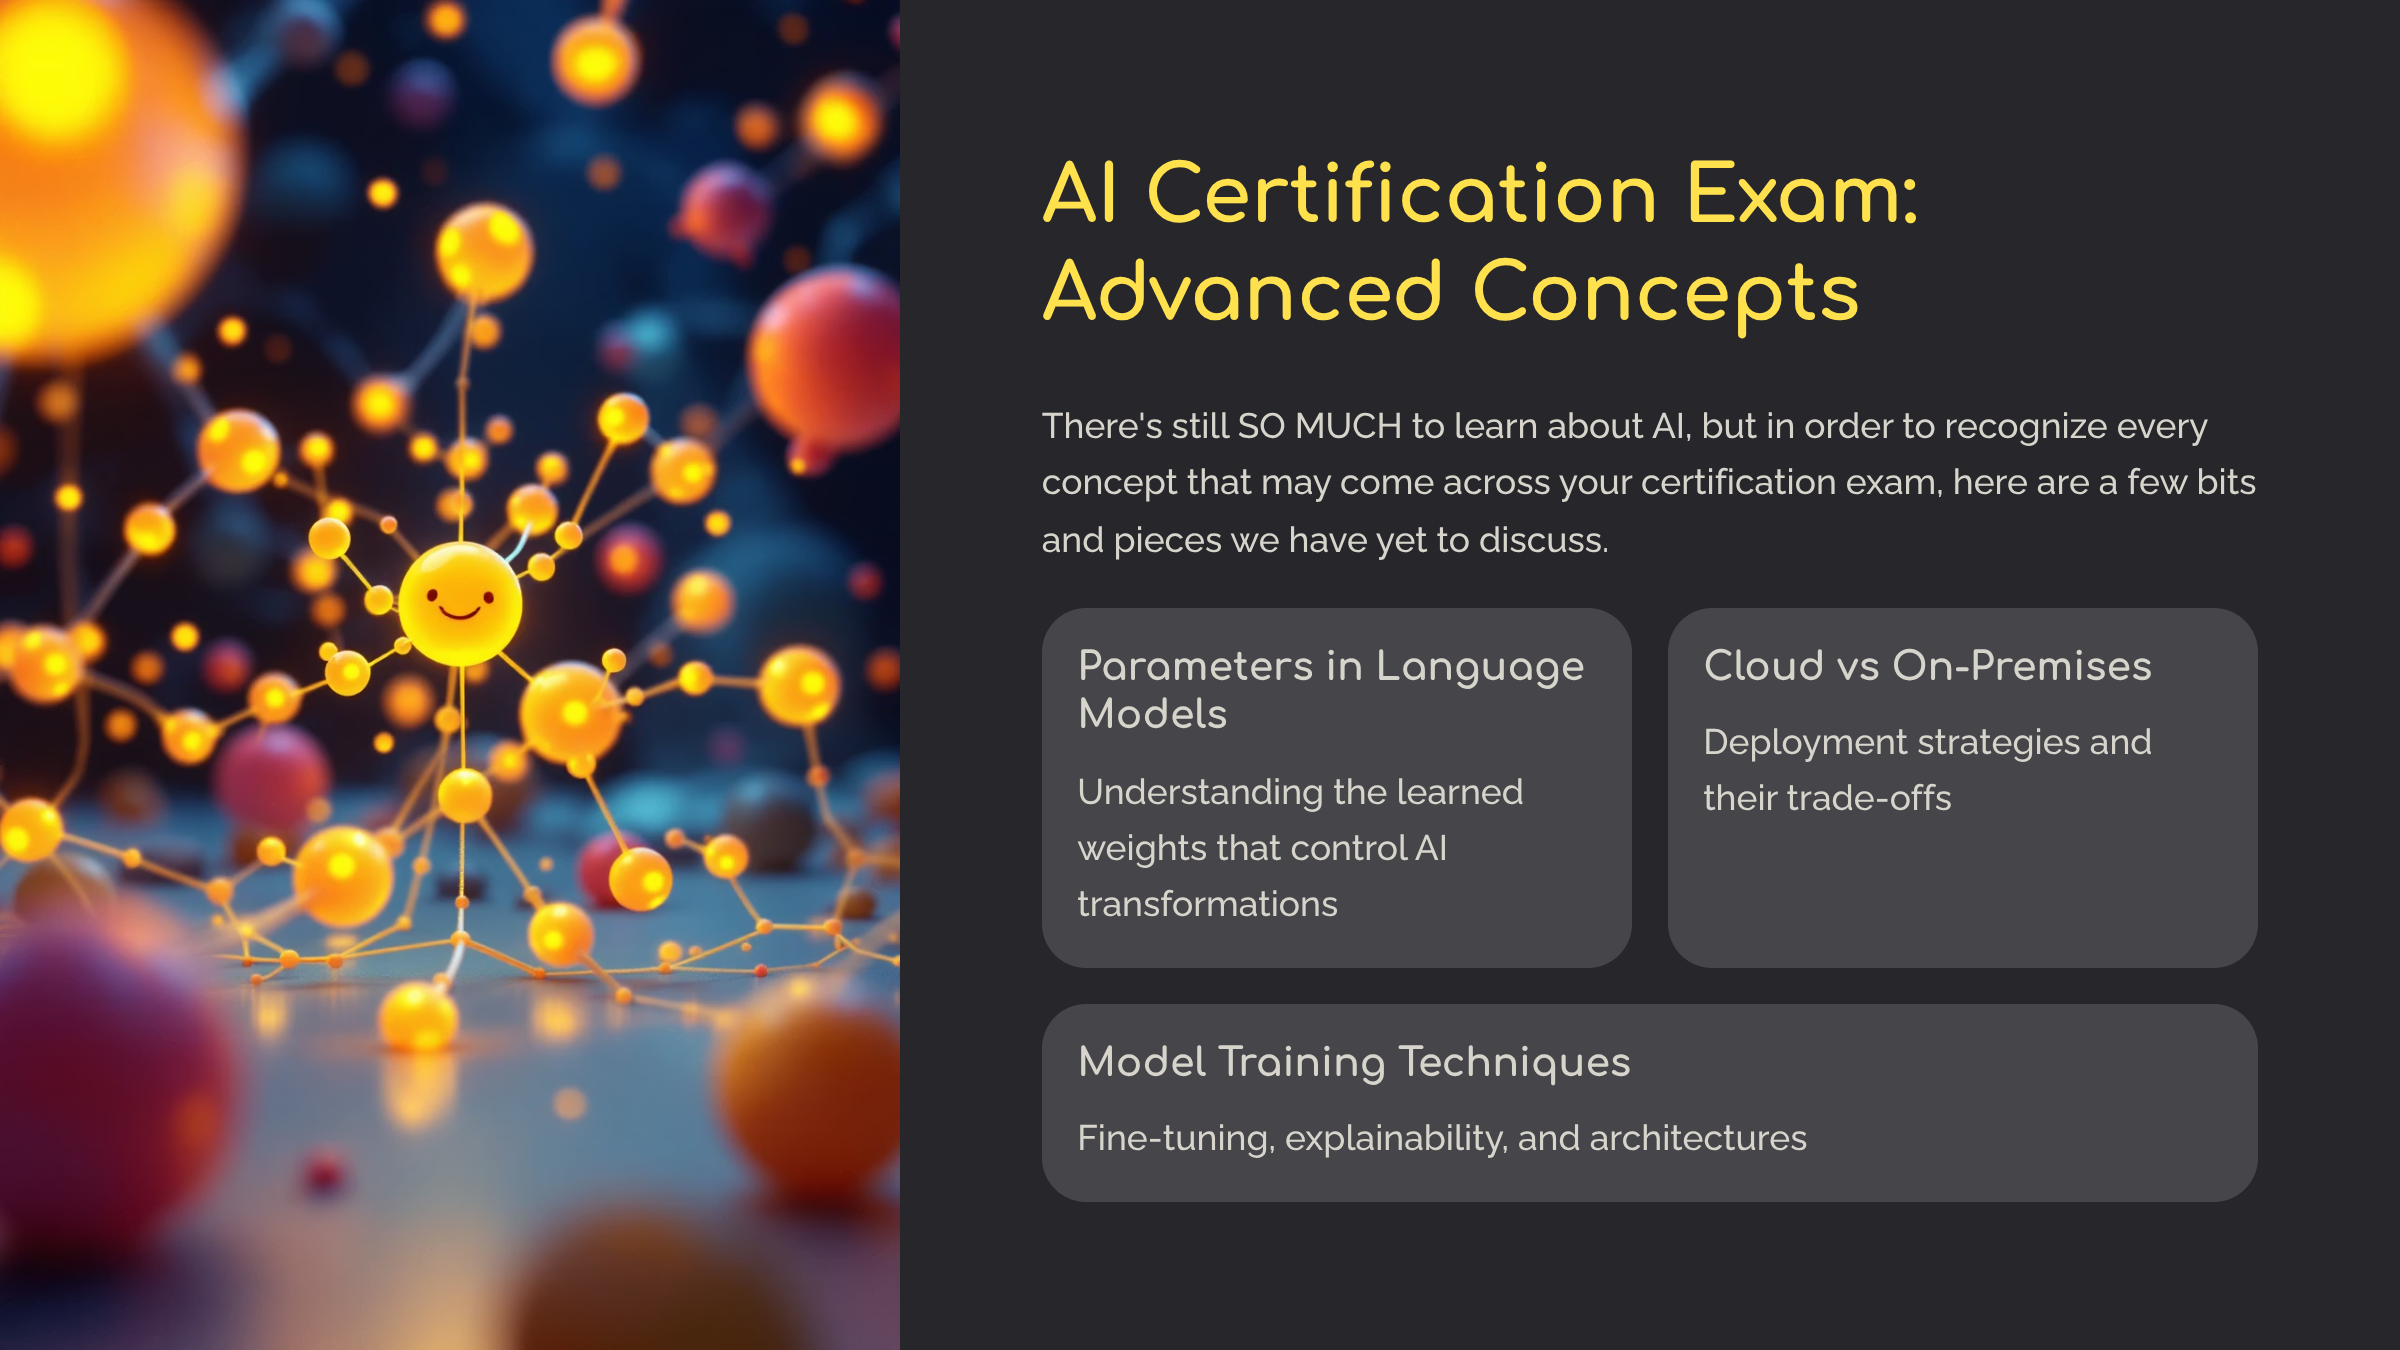 AI Certification Exam:
Advanced Concepts
There's still SO MUCH to learn about AI, but in order to recognize every
concept that may come across your certification exam, here are a few bits
and pieces we have yet to discuss.
Parameters in Language
Models
Understanding the learned
weights that control AI
transformations
Cloud vs On-Premises
Deployment strategies and
their trade-offs
Model Training Techniques
Fine-tuning, explainability, and architectures